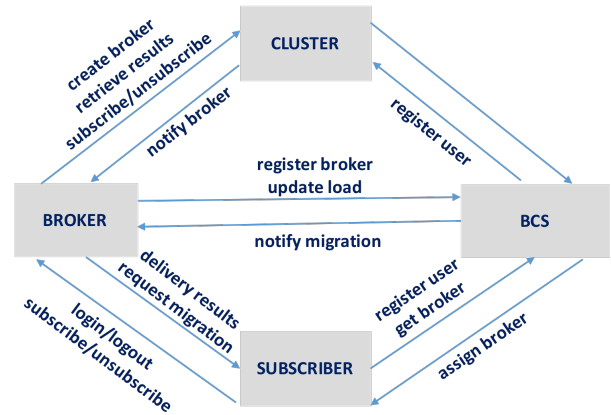 CLUSTER
create broker
retrieve results
subscribe/unsubscribe
notify broker
register user
register broker
update load
BROKER
BCS
notify migration
delivery results
request migration
login/logout
subscribe/unsubscribe
register user
get broker
assign broker
SUBSCRIBER